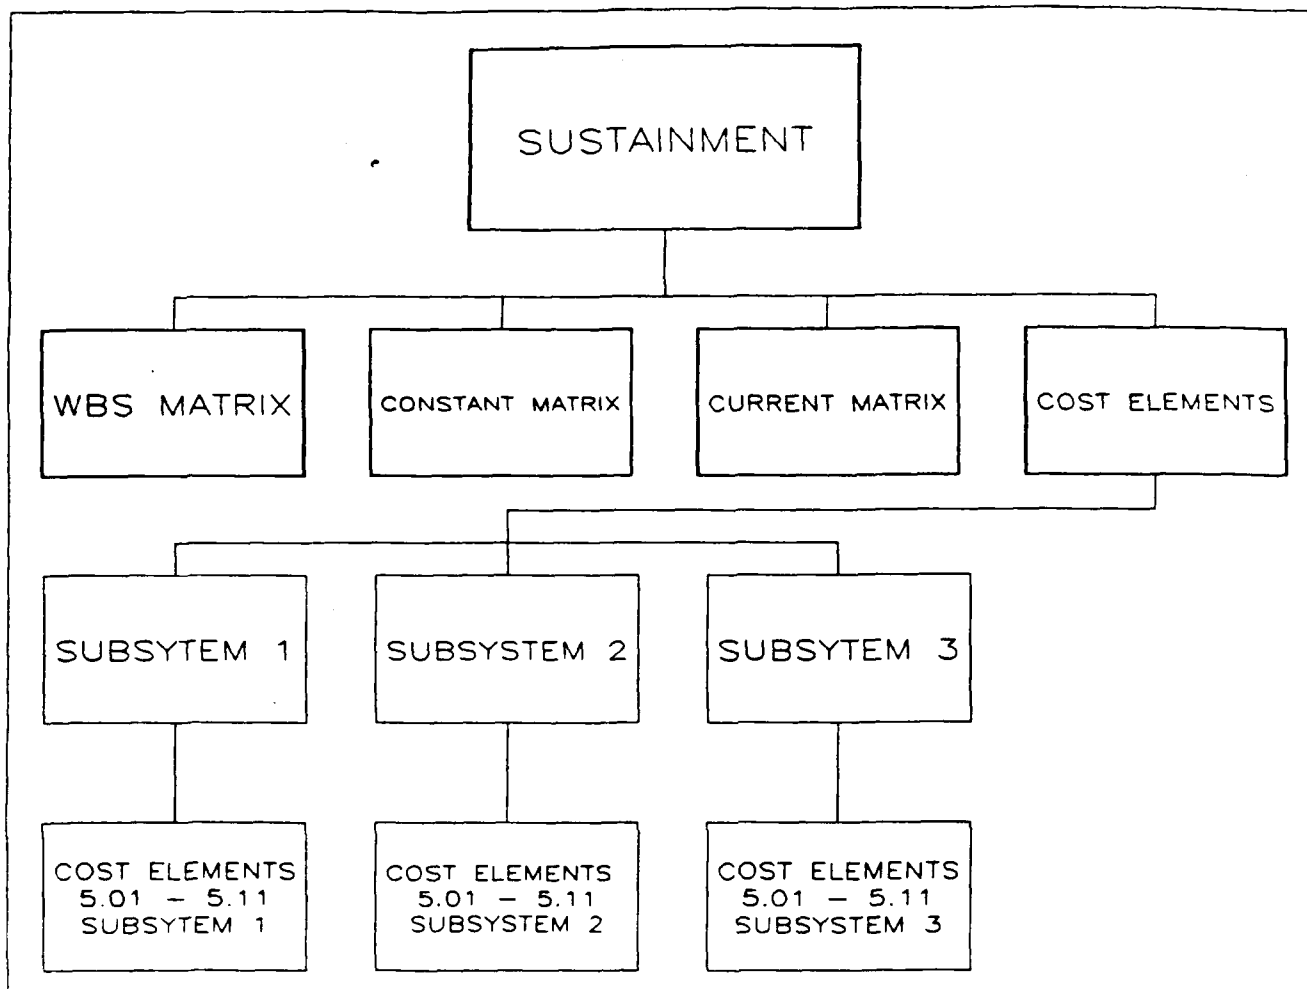 SUSTAINMENT
WBS MATRIX
CONSTANT MATRIX
CURRENT MATRIX
COST ELEMENTS
SUBSYTEM 1
SUBSYSTEM 2
SUBSYTEM 3
COST ELEMENTS
5.01 – 5.11
SUBSYTEM 1
COST ELEMENTS
5.01 – 5.11
SUBSYSTEM 2
COST ELEMENTS
5.01 – 5.11
SUBSYSTEM 3